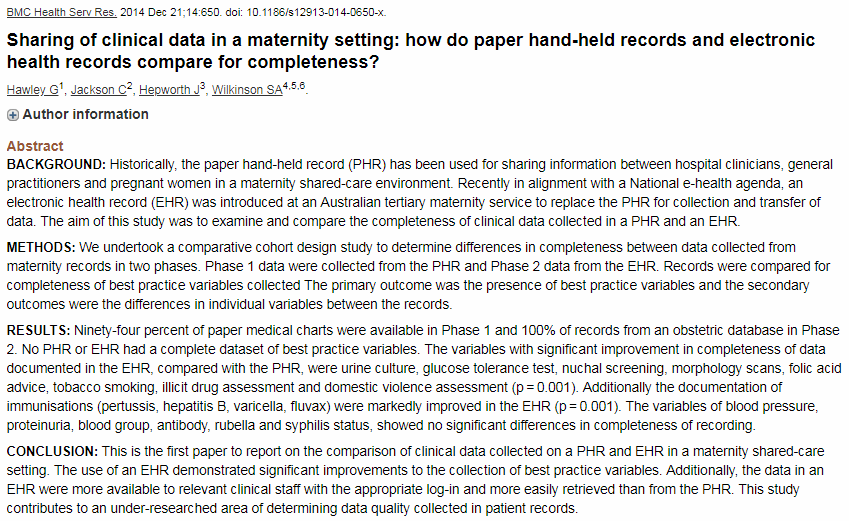 BMC Health Serv Res. 2014 Dec 21;14:650. doi: 10.1186/s12913-014-0650-x.
Sharing of clinical data in a maternity setting: how do paper hand-held records and electronic
health records compare for completeness?
Hawley G1, Jackson C2, Hepworth J3, Wilkinson SA4,5,6.
+ Author information
Abstract
BACKGROUND: Historically, the paper hand-held record (PHR) has been used for sharing information between hospital clinicians, general
practitioners and pregnant women in a maternity shared-care environment. Recently in alignment with a National e-health agenda, an
electronic health record (EHR) was introduced at an Australian tertiary maternity service to replace the PHR for collection and transfer of
data. The aim of this study was to examine and compare the completeness of clinical data collected in a PHR and an EHR.
METHODS: We undertook a comparative cohort design study to determine differences in completeness between data collected from
maternity records in two phases. Phase 1 data were collected from the PHR and Phase 2 data from the EHR. Records were compared for
completeness of best practice variables collected The primary outcome was the presence of best practice variables and the secondary
outcomes were the differences in individual variables between the records.
RESULTS: Ninety-four percent of paper medical charts were available in Phase 1 and 100% of records from an obstetric database in Phase
2. No PHR or EHR had a complete dataset of best practice variables. The variables with significant improvement in completeness of data
documented in the EHR, compared with the PHR, were urine culture, glucose tolerance test, nuchal screening, morphology scans, folic acid
advice, tobacco smoking, illicit drug assessment and domestic violence assessment (p = 0.001). Additionally the documentation of
immunisations (pertussis, hepatitis B, varicella, fluvax) were markedly improved in the EHR (p = 0.001). The variables of blood pressure,
proteinuria, blood group, antibody, rubella and syphilis status, showed no significant differences in completeness of recording.
CONCLUSION: This is the first paper to report on the comparison of clinical data collected on a PHR and EHR in a maternity shared-care
setting. The use of an EHR demonstrated significant improvements to the collection of best practice variables. Additionally, the data in an
EHR were more available to relevant clinical staff with the appropriate log-in and more easily retrieved than from the PHR. This study
contributes to an under-researched area of determining data quality collected in patient records.